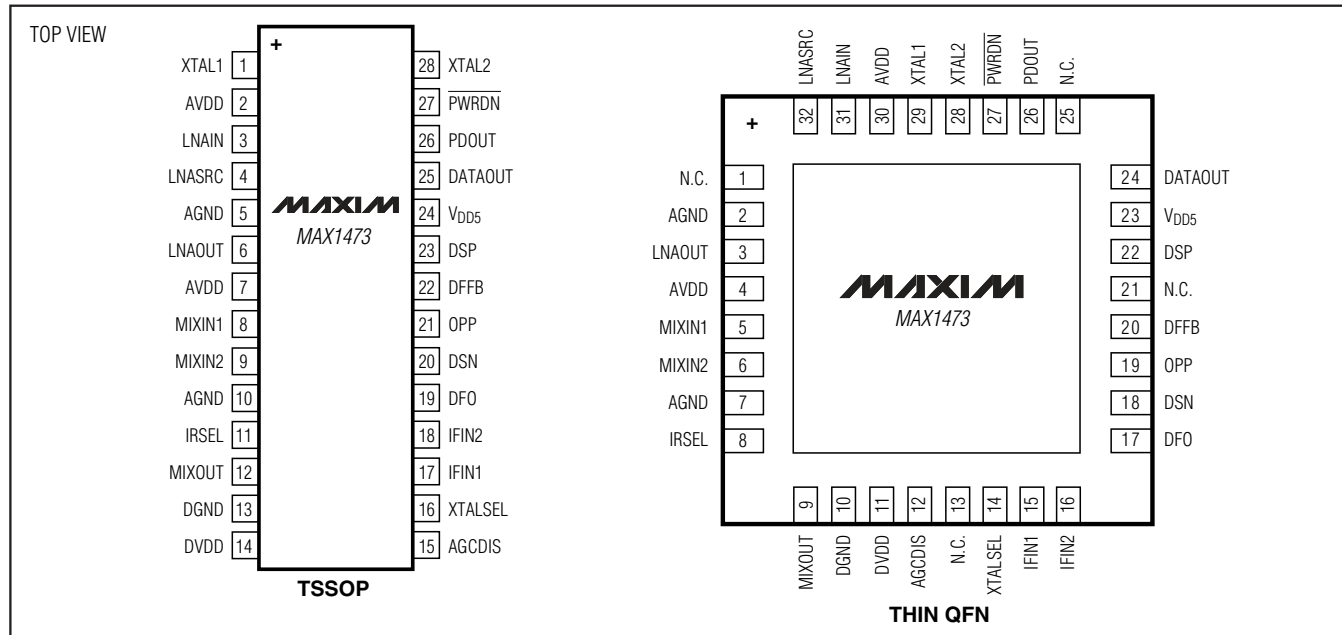 TOP VIEW
+
XTAL1 1
AVDD 2
LNAIN 3
LNASRC 4
AGND 5
LNAOUT 6
AVDD 7
MIXIN1 8
MIXIN2 9
AGND 10
IRSEL 11
MIXOUT 12
DGND 13
DVDD 14
MAXIM
MAX1473
28 XTAL2
27 PWRDN
26 PDOUT
25 DATAOUT
24 VDD5
23 DSP
22 DFFB
21 OPP
20 DSN
19 DFO
18 IFIN2
17 IFIN1
16 XTALSEL
15 AGCDIS
TSSOP
LNASRC LNAIN AVDD XTAL1 XTAL2 PWRDN PDOUT N.C.
32 31 30 29 28 27 26 25
+
N.C. 1
AGND 2
LNAOUT 3
AVDD 4
MIXIN1 5
MIXIN2 6
AGND 7
IRSEL 8
MAXIM
MAX1473
24 DATAOUT
23 VDD5
22 DSP
21 N.C.
20 DFFB
19 OPP
18 DSN
17 DFO
9 10 11 12 13 14 15 16
MIXOUT DGND DVDD AGCDIS N.C. XTALSEL IFIN1 IFIN2
THIN QFN